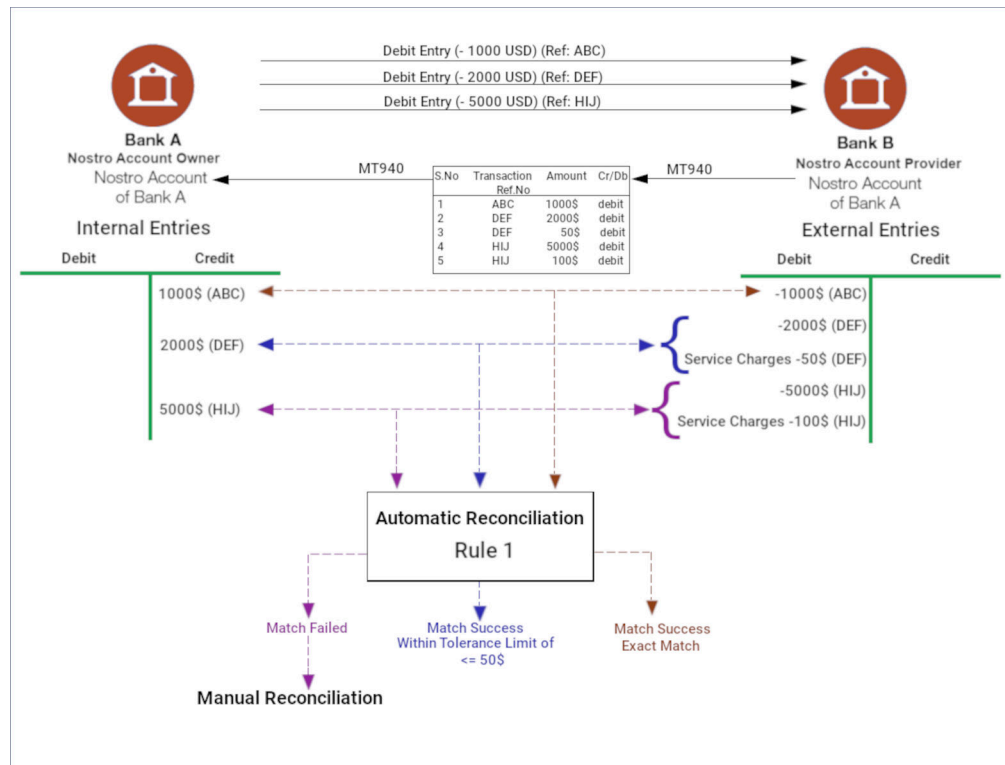 Debit Entry (- 1000 USD) (Ref: ABC)
Debit Entry (- 2000 USD) (Ref: DEF)
Debit Entry (- 5000 USD) (Ref: HIJ)
Bank A
Nostro Account Owner
Nostro Account
of Bank A
Bank B
Nostro Account Provider
Nostro Account
of Bank A
MT940
MT940
S.No Transaction Ref.No Amount Cr/Db
1 ABC 1000$ debit
2 DEF 2000$ debit
3 DEF 50$ debit
4 HIJ 5000$ debit
5 HIJ 100$ debit
Internal Entries
Debit Credit
1000$ (ABC)
2000$ (DEF)
5000$ (HIJ)
External Entries
Debit Credit
-1000$ (ABC)
-2000$ (DEF)
Service Charges -50$ (DEF)
-5000$ (HIJ)
Service Charges -100$ (HIJ)
Automatic Reconciliation
Rule 1
Match Failed
Manual Reconciliation
Match Success
Within Tolerance Limit of
<= 50$
Match Success
Exact Match